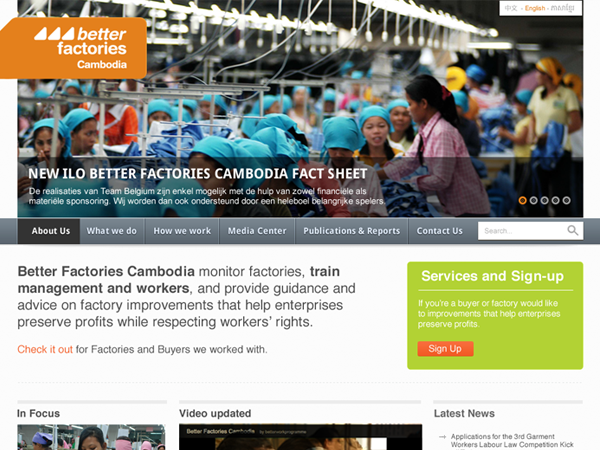 中文 - English - ភាសាខ្មែរ
better
factories
Cambodia
NEW ILO BETTER FACTORIES CAMBODIA FACT SHEET
De realisaties van Team Belgium zijn enkel mogelijk met de hulp van zowel financiële als
materiële sponsoring. Wij worden dan ook ondersteund door een heleboel belangrijke spelers.
About Us What we do How we work Media Center Publications & Reports Contact Us Search...
Better Factories Cambodia monitor factories, train
management and workers, and provide guidance and
advice on factory improvements that help enterprises
preserve profits while respecting workers' rights.
Check it out for Factories and Buyers we worked with.
Services and Sign-up
If you're a buyer or factory would like
to improvements that help enterprises
preserve profits.
Sign Up
In Focus
Video updated
Better Factories Cambodia
Latest News
→ Applications for the 3rd Garment
Workers Labour Law Competition Kick